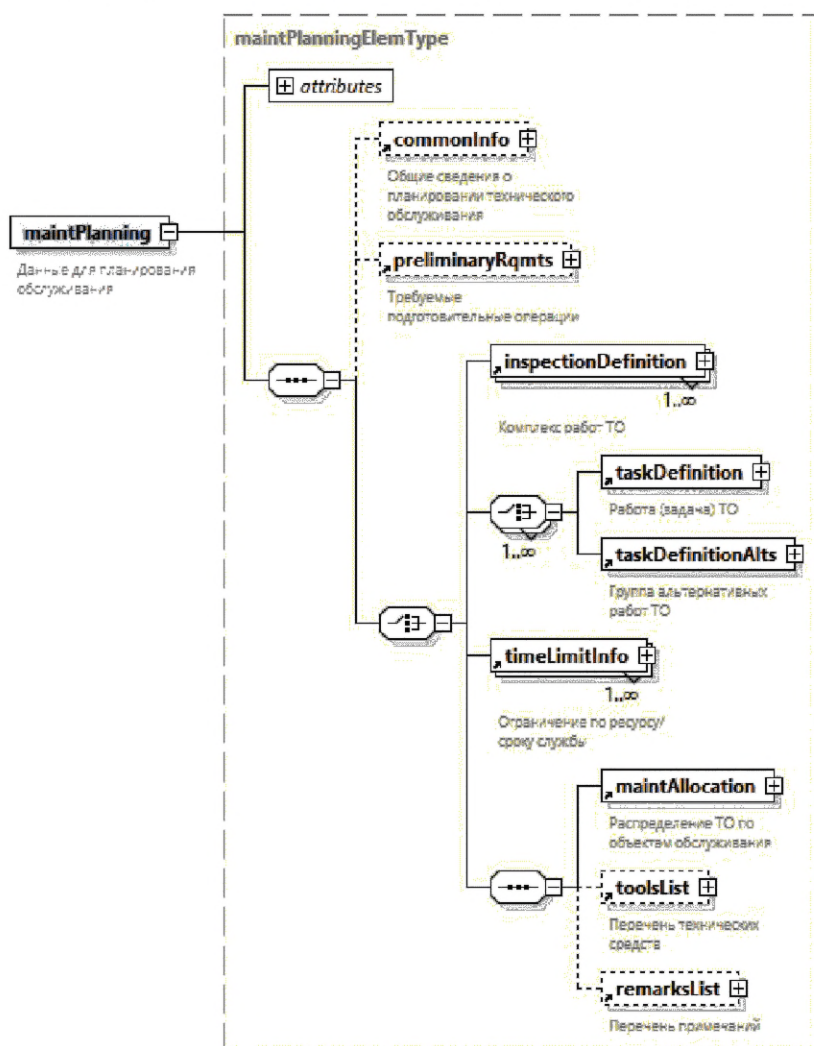 maintPlanningElemType
attributes
commonInfo
Общие сведения о
планировании технического
обслуживания
maintPlanning
Данные для планирования
обслуживания
preliminaryRqmts
Требуемые
подготовительные операции
inspectionDefinition
1..∞
Комплекс работ ТО
taskDefinition
Работа (задача) ТО
1..∞
taskDefinitionAlts
Группа альтернативных
работ ТО
timeLimitInfo
1..∞
Ограничение по ресурсу/
сроку службы
maintAllocation
Распределение ТО по
объектам обслуживания
toolsList
Перечень технических
средств
remarksList
Перечень примечаний